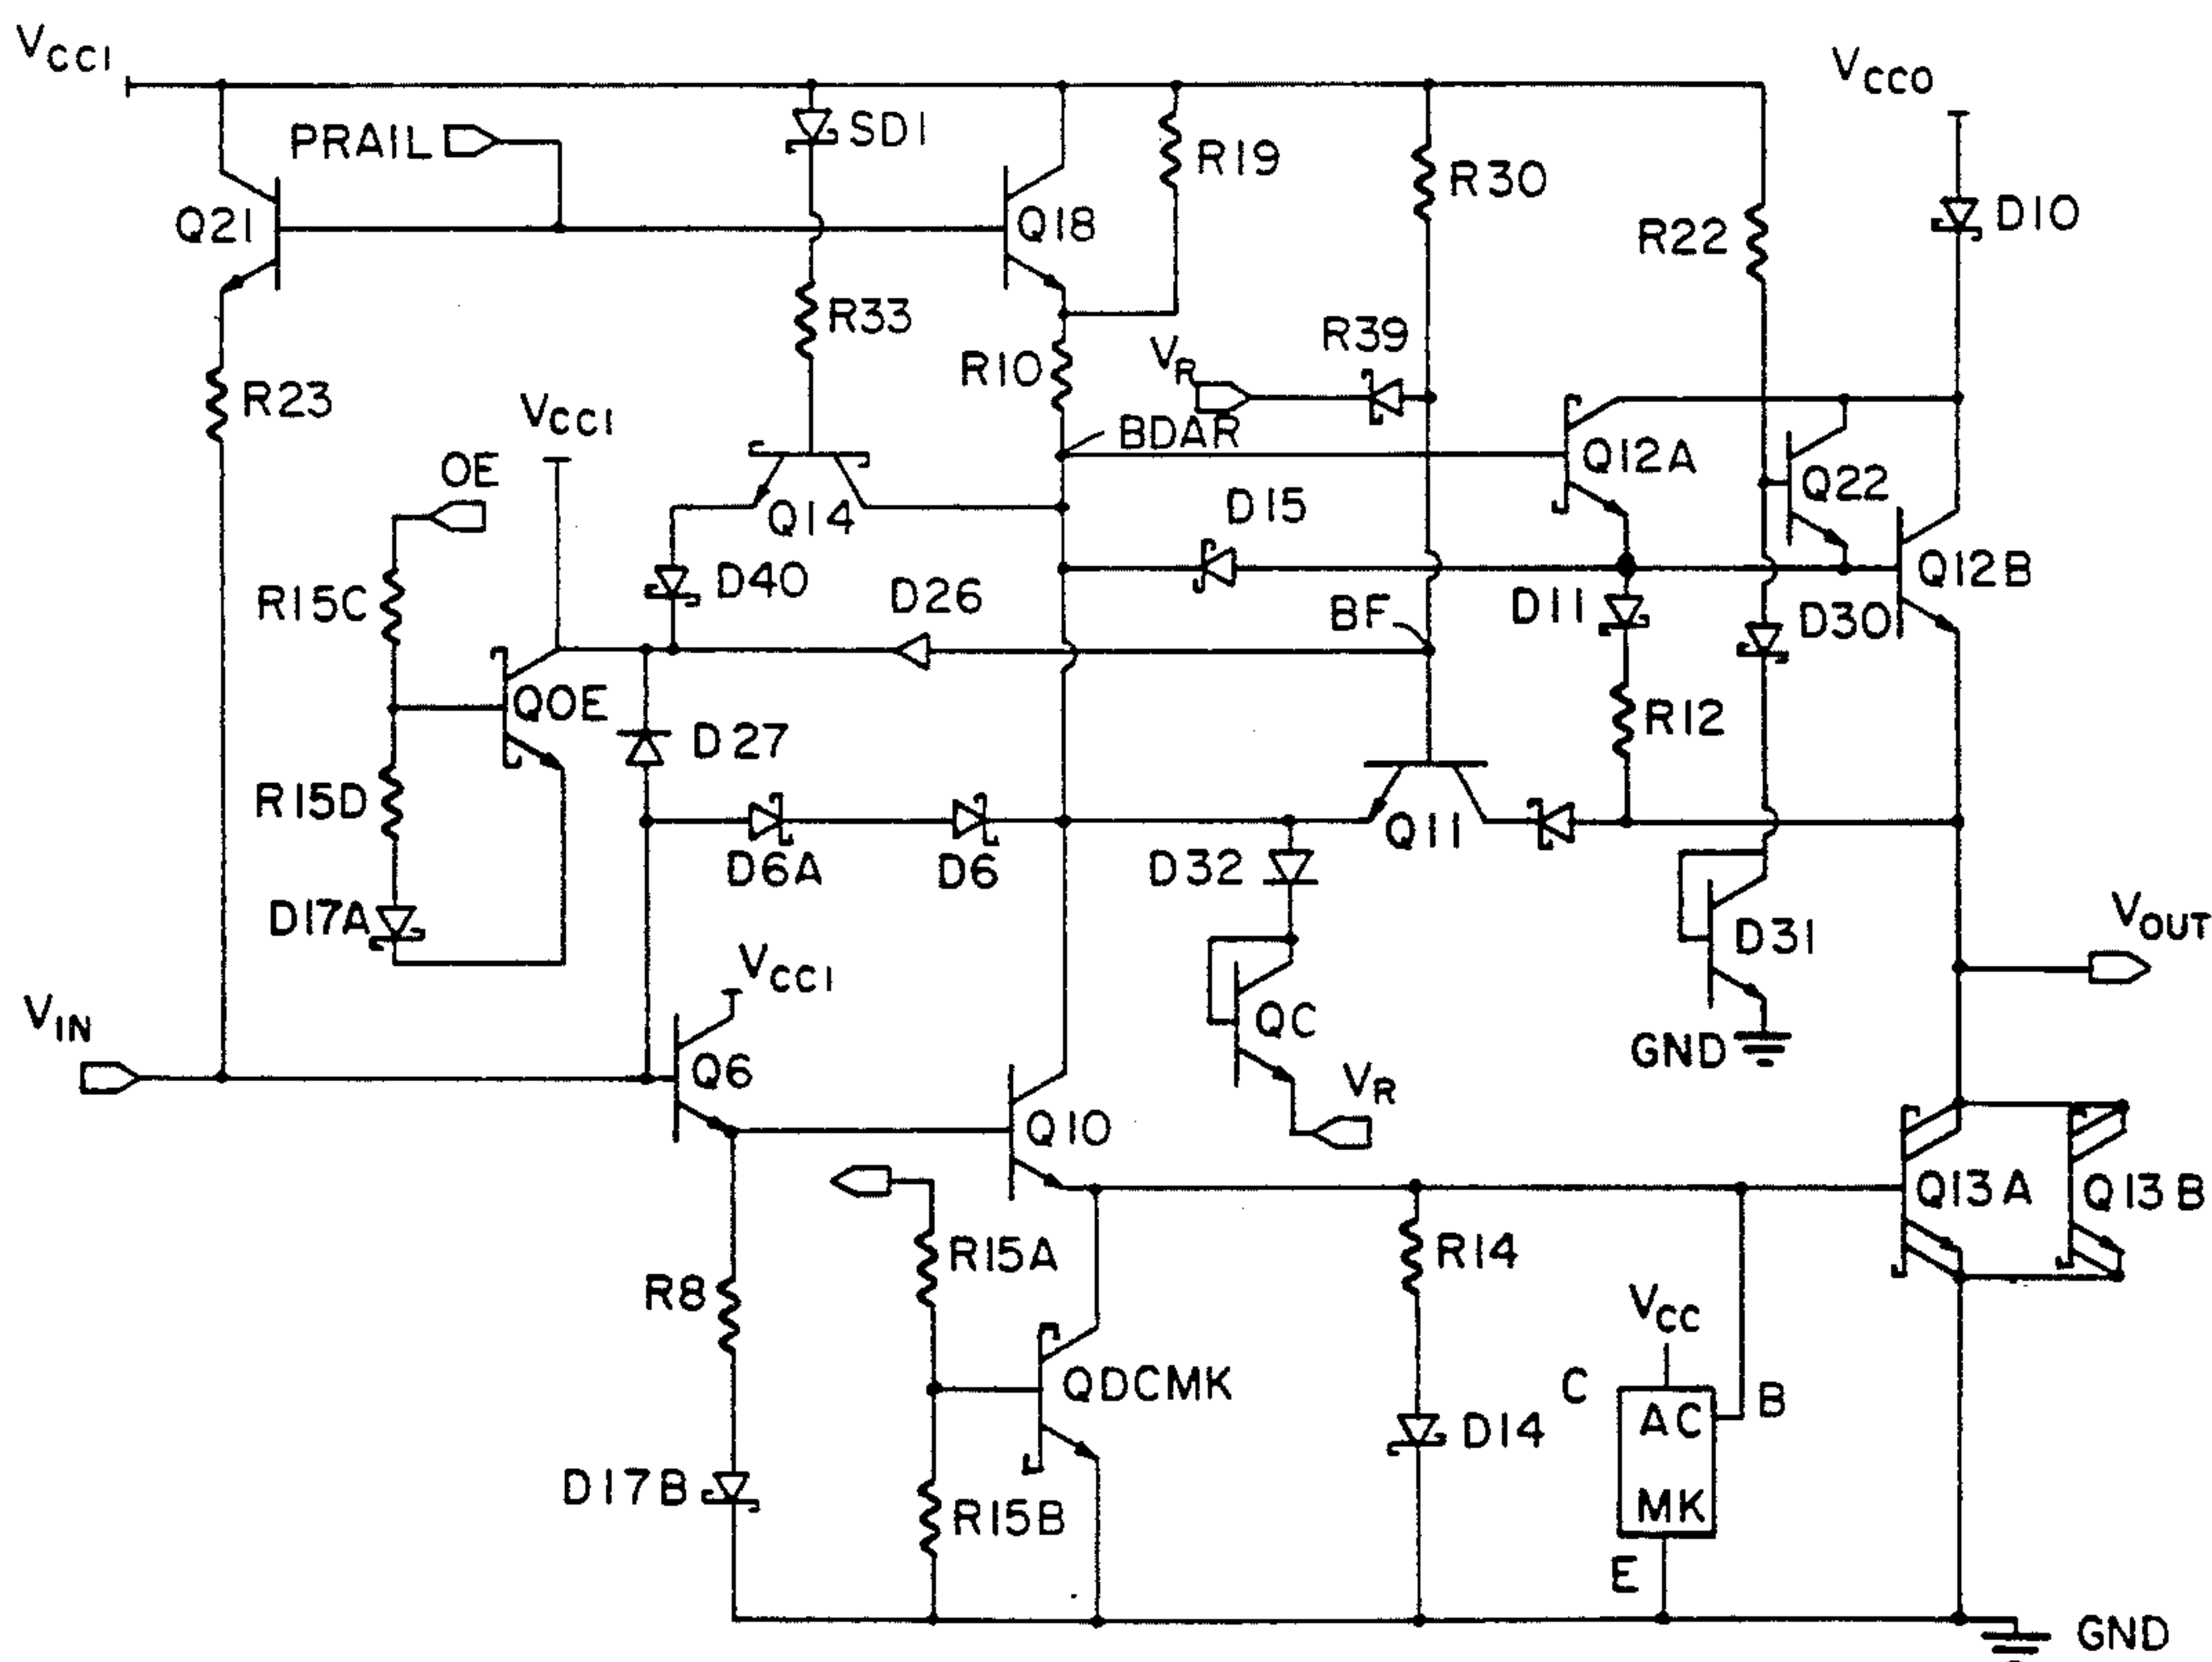 VCC1
VCCO
PRAIL
SD1
R19
R30
D10
Q21
Q18
R22
R33
R39
VR
R10
R23
VCC1
BDAR
Q12A
OE
Q22
D15
Q14
D40
Q12B
R15C
D26
D11
BF
D30
QOE
D27
R12
R15D
Q11
D6A
D6
D32
D17A
D31
VOUT
VCC1
QC
VIN
GND
Q6
VR
Q10
Q13A
Q13B
R15A
R14
R8
VCC
QDCMK
C
B
AC
D14
D17B
MK
R15B
E
GND